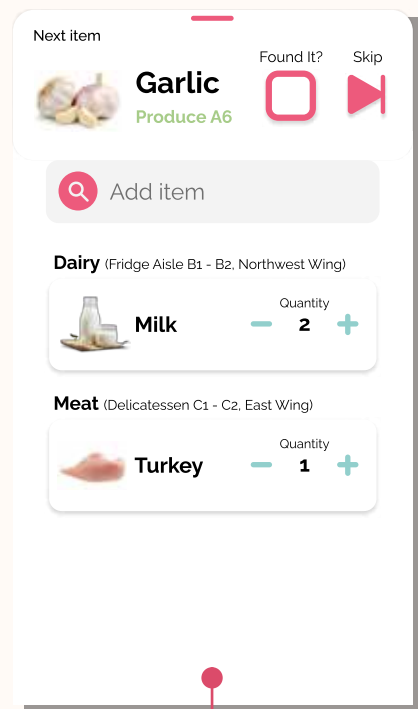 Next item
Found It?
Skip
Garlic
Produce A6
Add item
Dairy (Fridge Aisle B1 - B2, Northwest Wing)
Quantity
Milk
2
Meat (Delicatessen C1 - C2, East Wing)
Quantity
Turkey
1